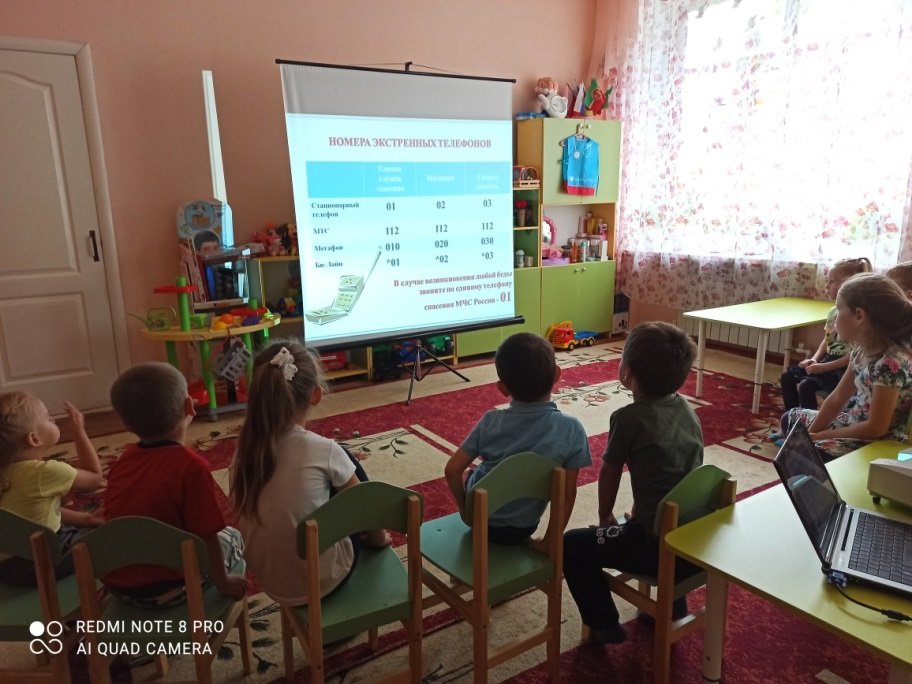 НОМЕРА ЭКСТРЕННЫХ ТЕЛЕФОНОВ
Единая служба спасения Милиция Скорая помощь
Стационарный телефон 01 02 03
МТС 112 112 112
Мегафон 010 020 030
Би-Лайн *01 *02 *03
В случае возникновения любой беды
звоните по единому телефону
спасения МЧС России - 01
REDMI NOTE 8 PRO
AI QUAD CAMERA